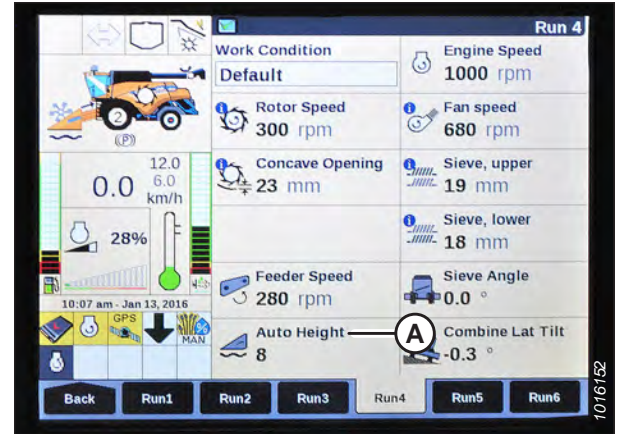 Run 4
Work Condition
Default
Engine Speed
1000 rpm
Rotor Speed
300 rpm
Fan speed
680 rpm
Concave Opening
23 mm
Sieve, upper
19 mm
Sieve, lower
18 mm
Feeder Speed
280 rpm
Sieve Angle
0.0 °
Auto Height
8
A
Combine Lat Tilt
-0.3 °
2
(P)
12.0
0.0 6.0
km/h
28%
10:07 am - Jan 13, 2016
GPS
MAN
Back Run1 Run2 Run3 Run4 Run5 Run6
1016152